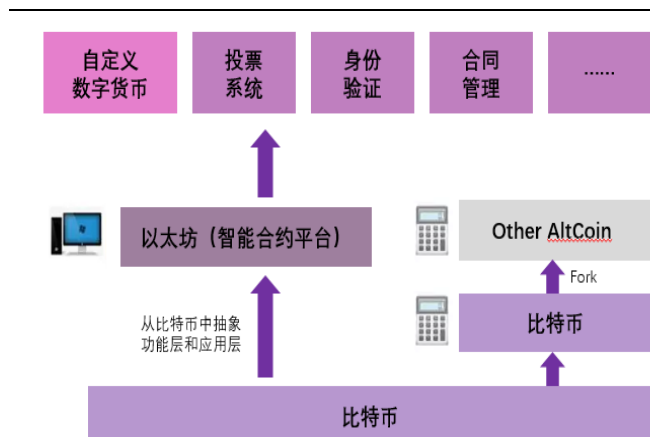 自定义
数字货币
投票
系统
身份
验证
合同
管理
……
以太坊（智能合约平台）
Other AltCoin
Fork
从比特币中抽象
功能层和应用层
比特币
比特币